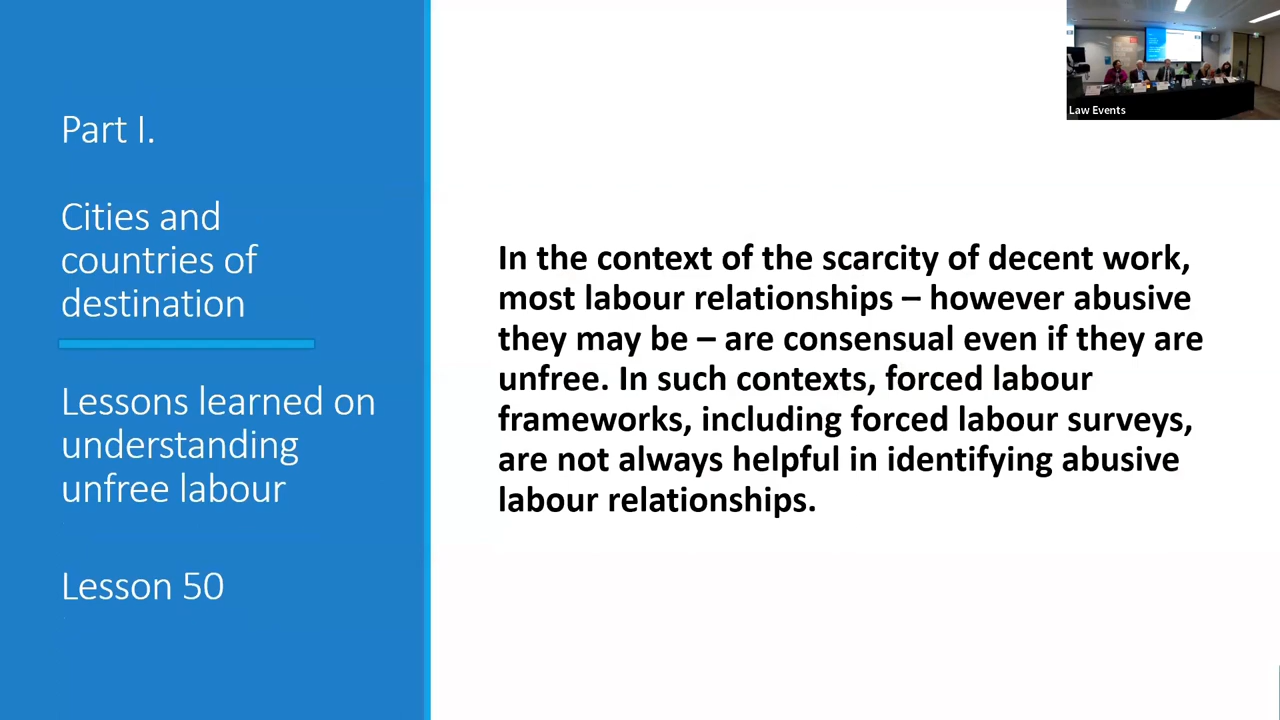 Part I.
Cities and
countries of
destination
Lessons learned on
understanding
unfree labour
Lesson 50
In the context of the scarcity of decent work,
most labour relationships – however abusive
they may be – are consensual even if they are
unfree. In such contexts, forced labour
frameworks, including forced labour surveys,
are not always helpful in identifying abusive
labour relationships.
Law Events